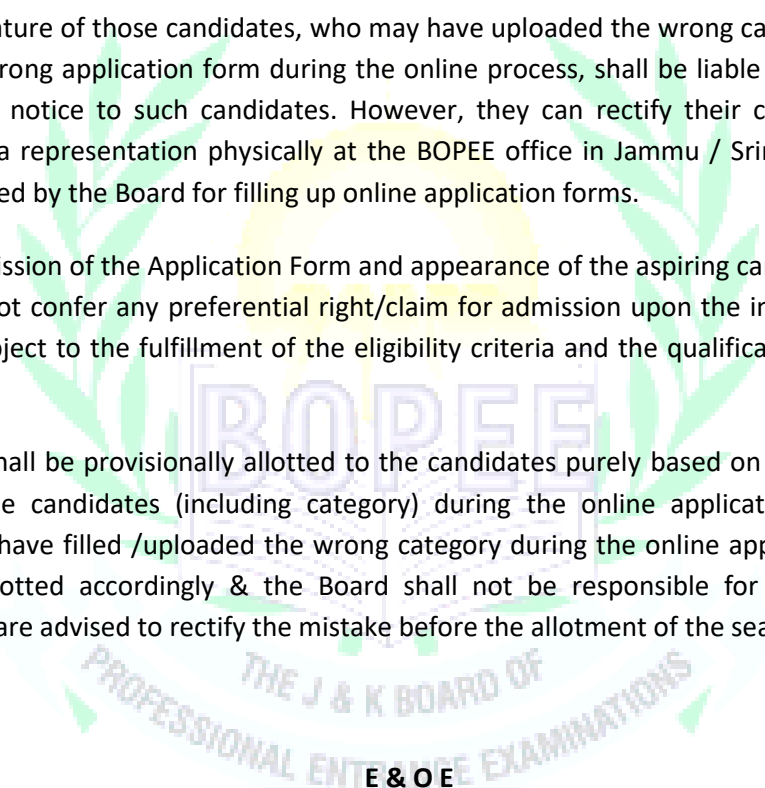 ature of those candidates, who may have uploaded the wrong ca
rong application form during the online process, shall be liable
notice to such candidates. However, they can rectify their c
a representation physically at the BOPEE office in Jammu / Srin
ed by the Board for filling up online application forms.
ission of the Application Form and appearance of the aspiring car
ot confer any preferential right/claim for admission upon the in
ject to the fulfillment of the eligibility criteria and the qualifica
BOPEE
hall be provisionally allotted to the candidates purely based on
e candidates (including category) during the online applicat
have filled /uploaded the wrong category during the online app
otted accordingly & the Board shall not be responsible for
are advised to rectify the mistake before the allotment of the sea
THE J & K BOARD OF
PROFESSIONAL ENTRANCE EXAMINATIONS
E & O E